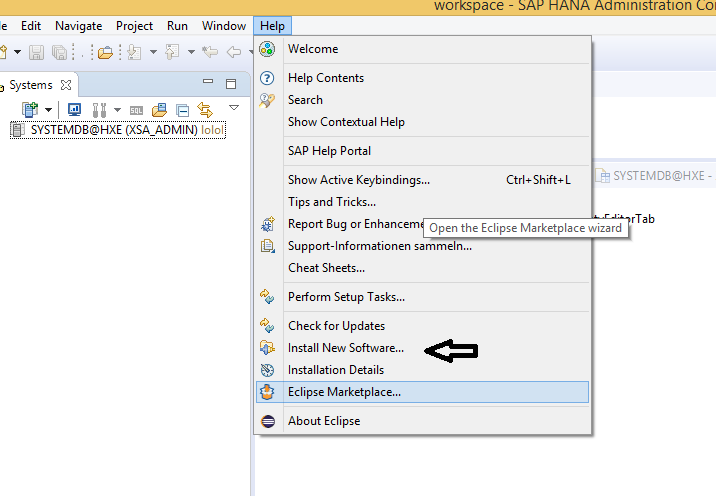 workspace - SAP HANA Administration Co
Edit Navigate Project Run Window Help
Systems
SYSTEMDB@HXE (XSA_ADMIN) lolol
Welcome
Help Contents
Search
Show Contextual Help
SAP Help Portal
Show Active Keybindings... Ctrl+Shift+L
SYSTEMDB@HXE -
Tips and Tricks...
Report Bug or Enhanceme
Open the Eclipse Marketplace wizard
EditorTab
Support-Informationen sammeln...
Cheat Sheets...
Perform Setup Tasks...
Check for Updates
Install New Software...
Installation Details
Eclipse Marketplace...
About Eclipse